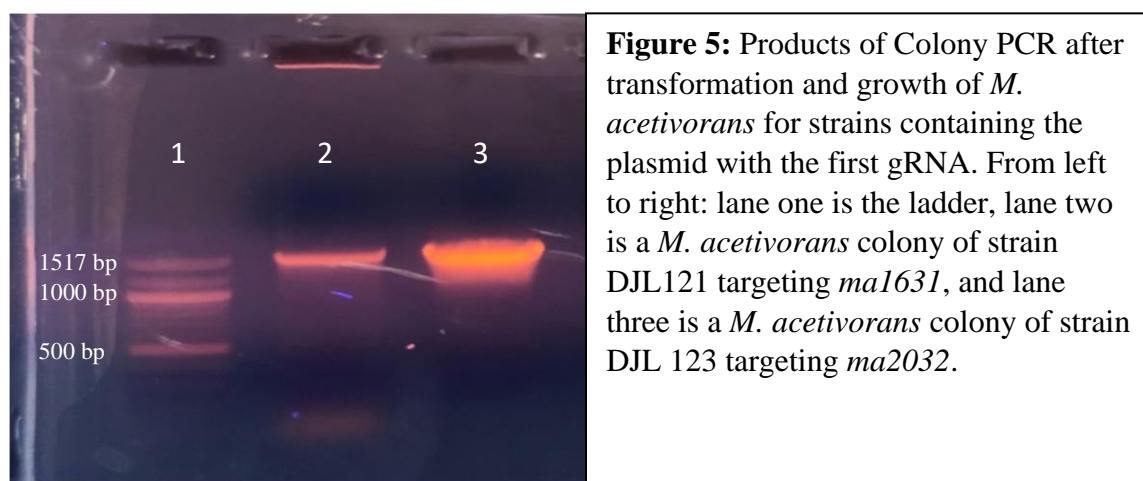 1 2 3
1517 bp
1000 bp
500 bp
Figure 5: Products of Colony PCR after
transformation and growth of M.
acetivorans for strains containing the
plasmid with the first gRNA. From left
to right: lane one is the ladder, lane two
is a M. acetivorans colony of strain
DJL121 targeting ma1631, and lane
three is a M. acetivorans colony of strain
DJL 123 targeting ma2032.